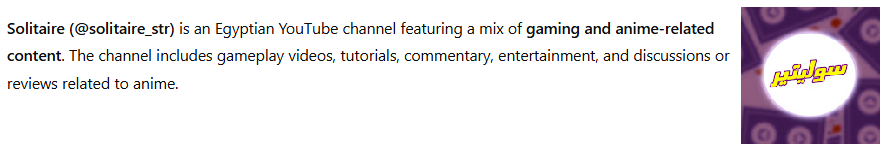 Solitaire (@solitaire_str) is an Egyptian YouTube channel featuring a mix of gaming and anime-related
content. The channel includes gameplay videos, tutorials, commentary, entertainment, and discussions or
reviews related to anime.
سوليتير